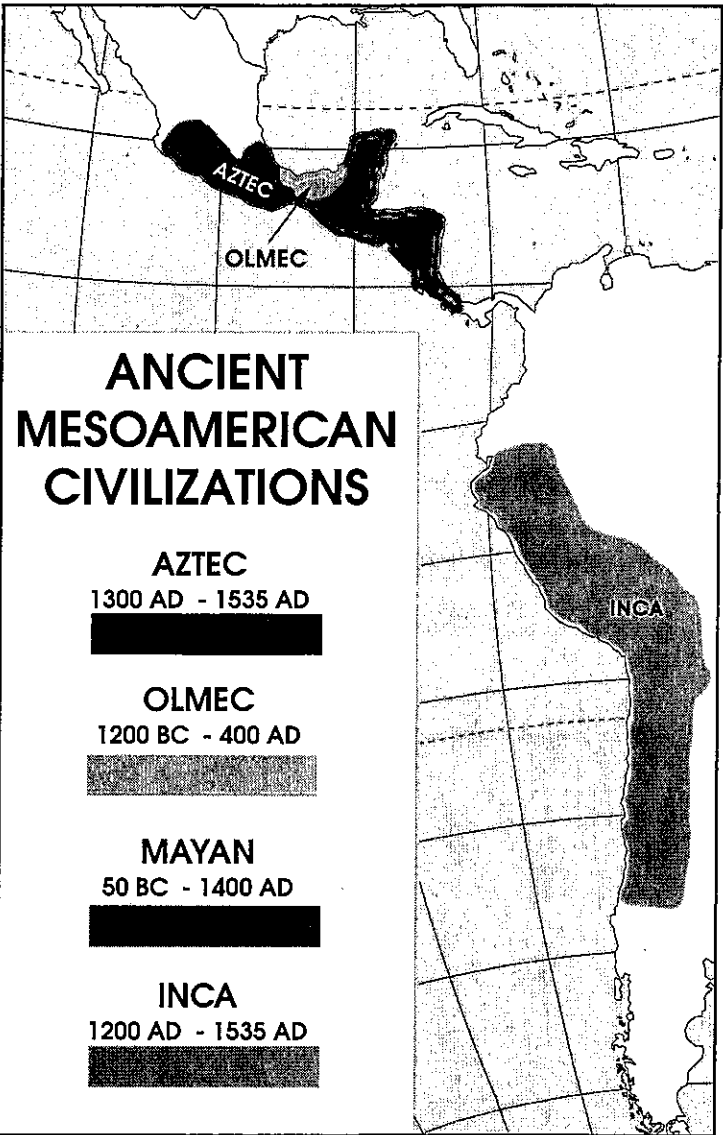 AZTEC
OLMEC
INCA
ANCIENT
MESOAMERICAN
CIVILIZATIONS
AZTEC
1300 AD - 1535 AD
OLMEC
1200 BC - 400 AD
MAYAN
50 BC - 1400 AD
INCA
1200 AD - 1535 AD